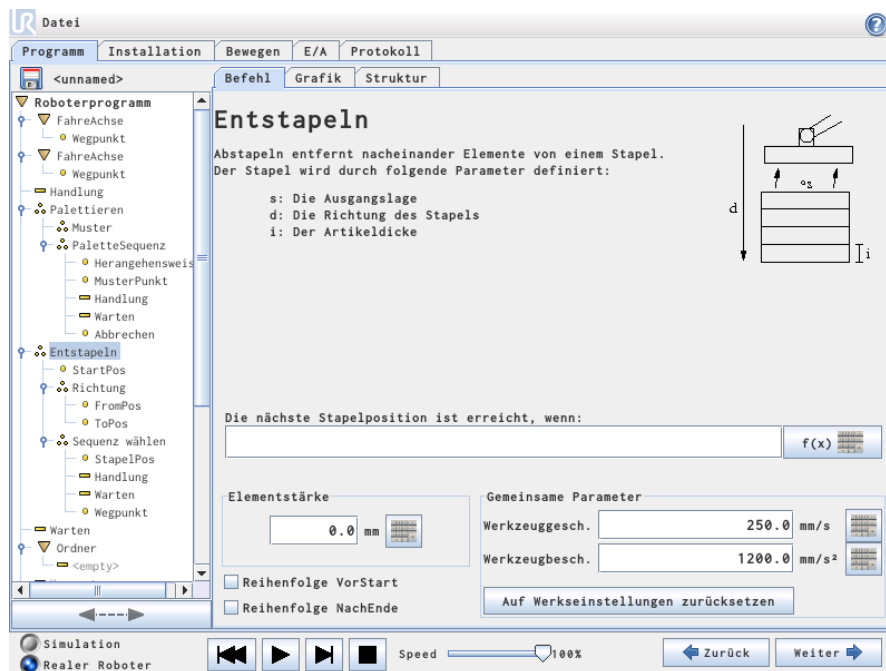 UR Datei
Programm Installation Bewegen E/A Protokoll
<unnamed>
Befehl Grafik Struktur
Roboterprogramm
FahreAchse
Wegpunkt
FahreAchse
Wegpunkt
Handlung
Palettieren
Muster
PaletteSequenz
Herangehensweis
MusterPunkt
Handlung
Warten
Abbrechen
Entstapeln
StartPos
Richtung
FromPos
ToPos
Sequenz wählen
StapelPos
Handlung
Warten
Wegpunkt
Warten
Ordner
<empty>
Entstapeln
Abstapeln entfernt nacheinander Elemente von einem Stapel.
Der Stapel wird durch folgende Parameter definiert:
s: Die Ausgangslage
d: Die Richtung des Stapels
i: Der Artikeldicke
s
d
i
Die nächste Stapelposition ist erreicht, wenn:
f(x)
Elementstärke
0.0 mm
Reihenfolge VorStart
Reihenfolge NachEnde
Gemeinsame Parameter
Werkzeuggesch. 250.0 mm/s
Werkzeugbesch. 1200.0 mm/s²
Auf Werkseinstellungen zurücksetzen
Simulation
Realer Roboter
Speed 100%
Zurück Weiter